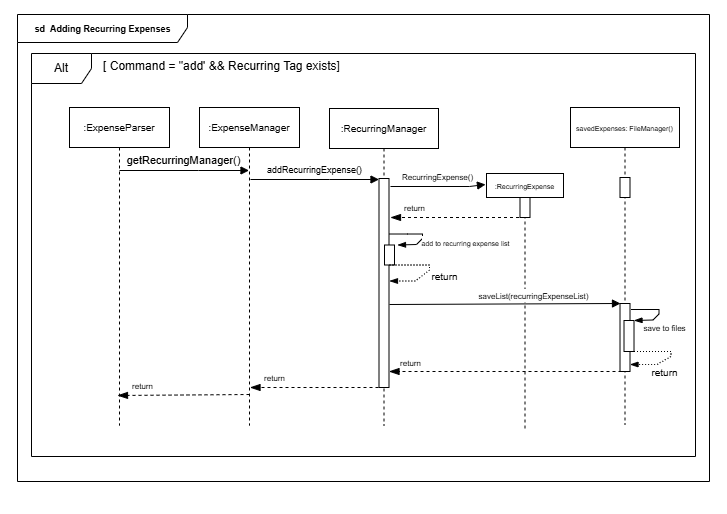 sd Adding Recurring Expenses
Alt
[ Command = "add' && Recurring Tag exists]
:ExpenseParser
:ExpenseManager
:RecurringManager
savedExpenses: FileManager()
getRecurringManager()
addRecurringExpense()
RecurringExpense()
:RecurringExpense
return
add to recurring expense list
return
saveList(recurringExpenseList)
save to files
return
return
return
return